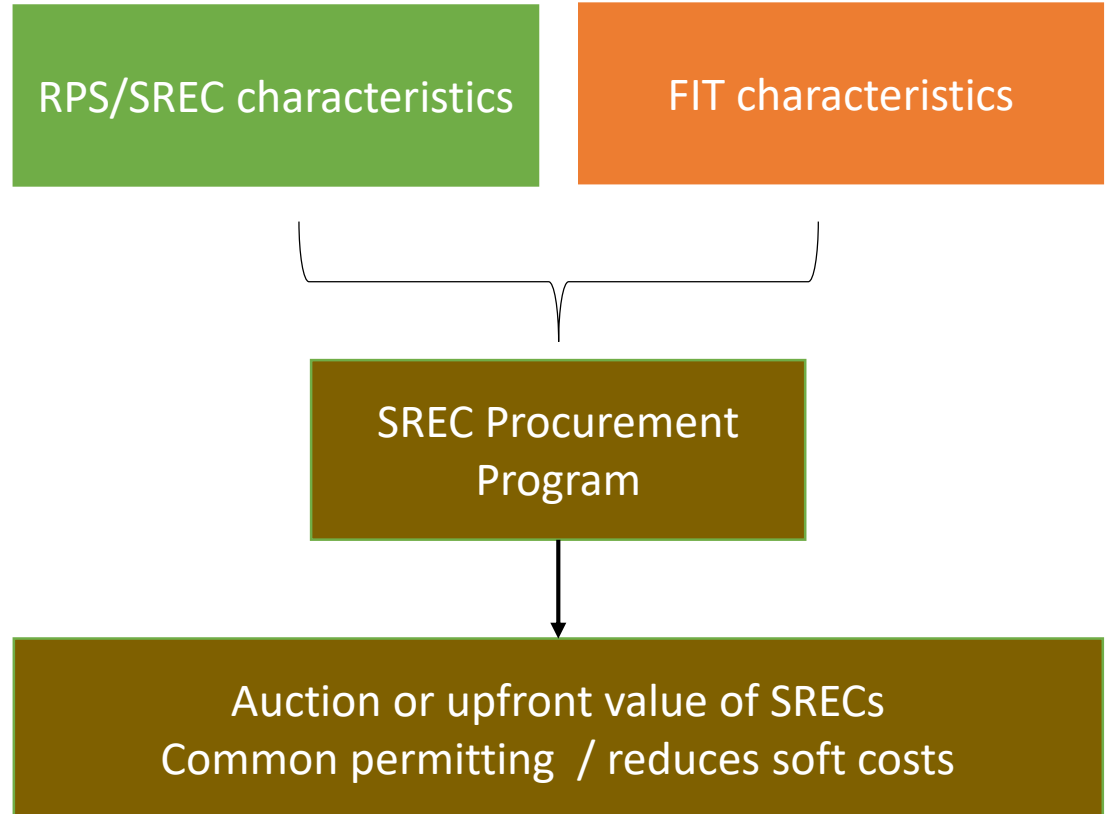 RPS/SREC characteristics
FIT characteristics
SREC Procurement
Program
Auction or upfront value of SRECs
Common permitting / reduces soft costs